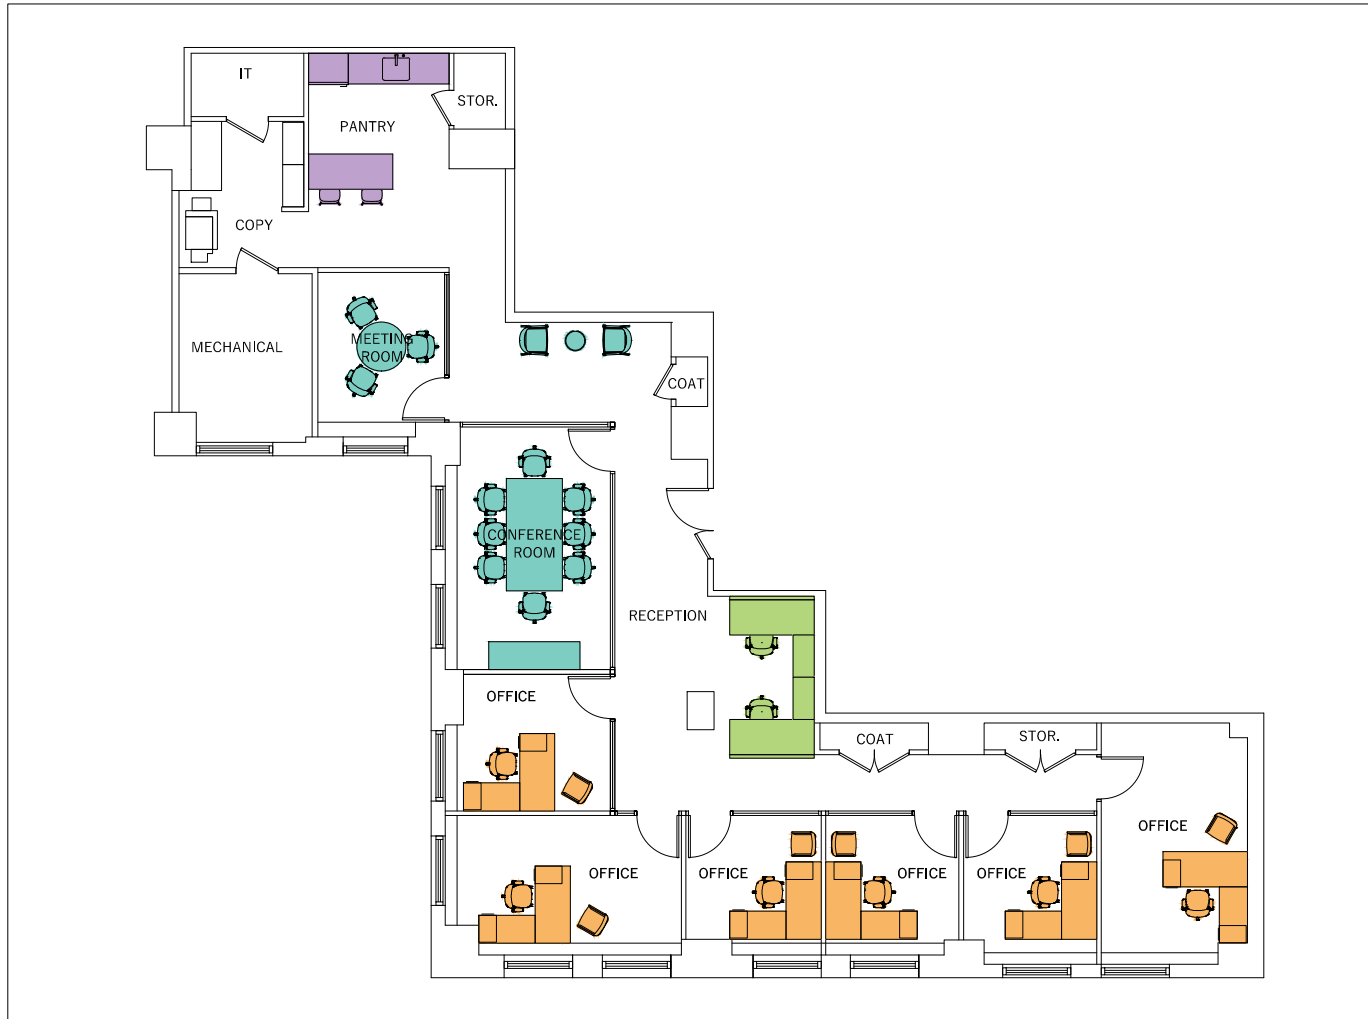 IT
STOR.
PANTRY
COPY
MECHANICAL
MEETING
ROOM
COAT
CONFERENCE
ROOM
RECEPTION
OFFICE
COAT
STOR.
OFFICE
OFFICE
OFFICE
OFFICE
OFFICE